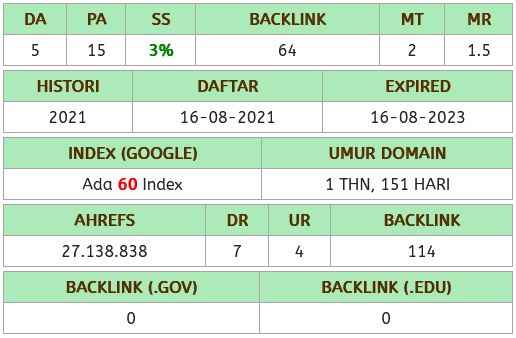 DA PA SS BACKLINK MT MR
5 15 3% 64 2 1.5
HISTORI DAFTAR EXPIRED
2021 16-08-2021 16-08-2023
INDEX (GOOGLE) UMUR DOMAIN
Ada 60 Index 1 THN, 151 HARI
AHREFS DR UR BACKLINK
27.138.838 7 4 114
BACKLINK (.GOV) BACKLINK (.EDU)
0 0